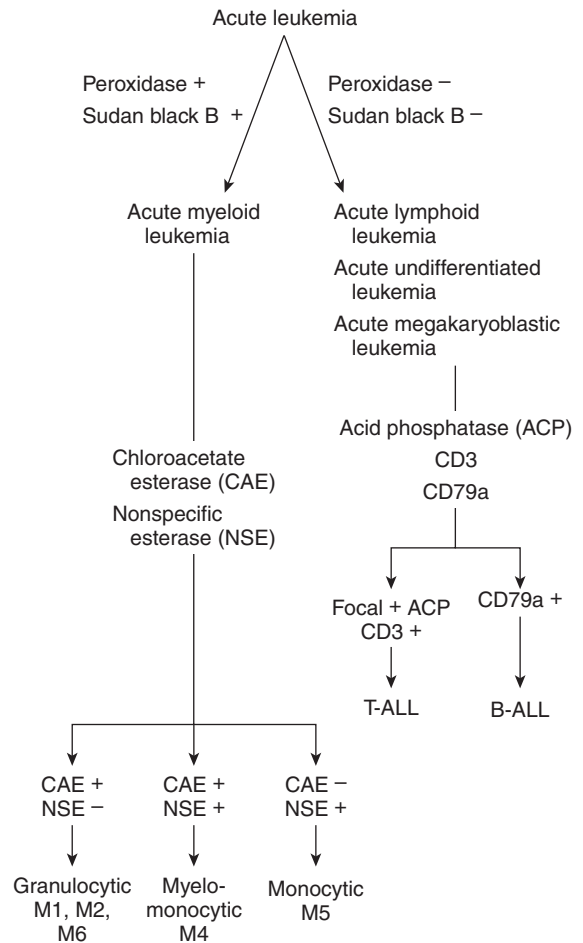 Acute leukemia
Peroxidase +
Sudan black B +
Peroxidase −
Sudan black B −
Acute myeloid
leukemia
Acute lymphoid
leukemia
Acute undifferentiated
leukemia
Acute megakaryoblastic
leukemia
Chloroacetate
esterase (CAE)
Nonspecific
esterase (NSE)
Acid phosphatase (ACP)
CD3
CD79a
Focal + ACP
CD3 +
CD79a +
T-ALL
B-ALL
CAE +
NSE −
CAE +
NSE +
CAE −
NSE +
Granulocytic
M1, M2,
M6
Myelo-
monocytic
M4
Monocytic
M5